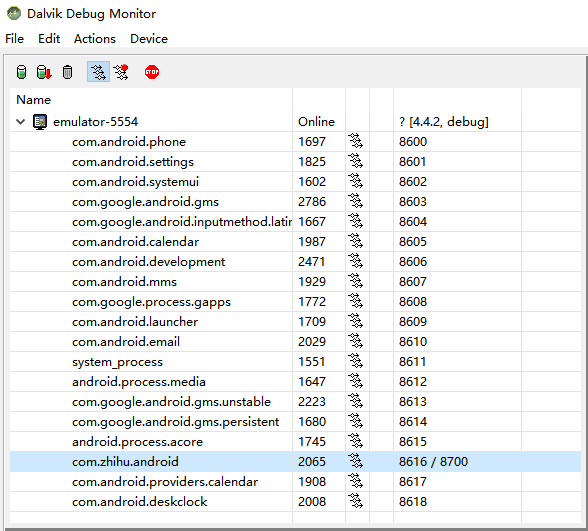 Dalvik Debug Monitor
File Edit Actions Device
STOP
Name
emulator-5554 Online ? [4.4.2, debug]
com.android.phone 1697 8600
com.android.settings 1825 8601
com.android.systemui 1602 8602
com.google.android.gms 2786 8603
com.google.android.inputmethod.latir 1667 8604
com.android.calendar 1987 8605
com.android.development 2471 8606
com.android.mms 1929 8607
com.google.process.gapps 1772 8608
com.android.launcher 1709 8609
com.android.email 2029 8610
system_process 1551 8611
android.process.media 1647 8612
com.google.android.gms.unstable 2223 8613
com.google.android.gms.persistent 1680 8614
android.process.acore 1745 8615
com.zhihu.android 2065 8616 / 8700
com.android.providers.calendar 1908 8617
com.android.deskclock 2008 8618